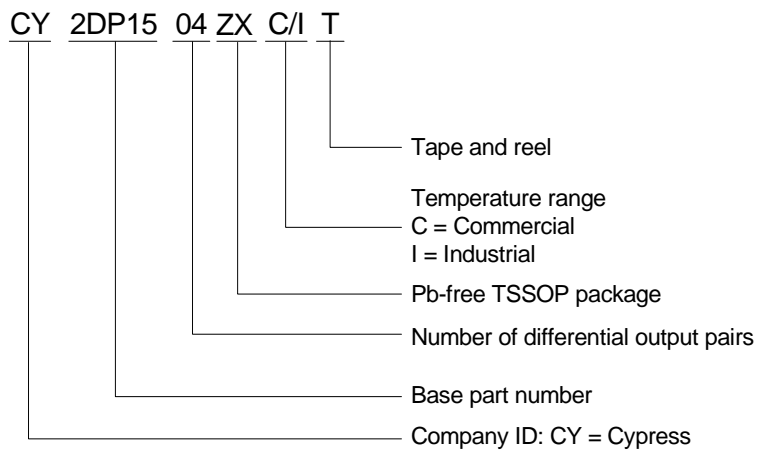 CY 2DP15 04 ZX C/I T
Tape and reel
Temperature range
C = Commercial
I = Industrial
Pb-free TSSOP package
Number of differential output pairs
Base part number
Company ID: CY = Cypress